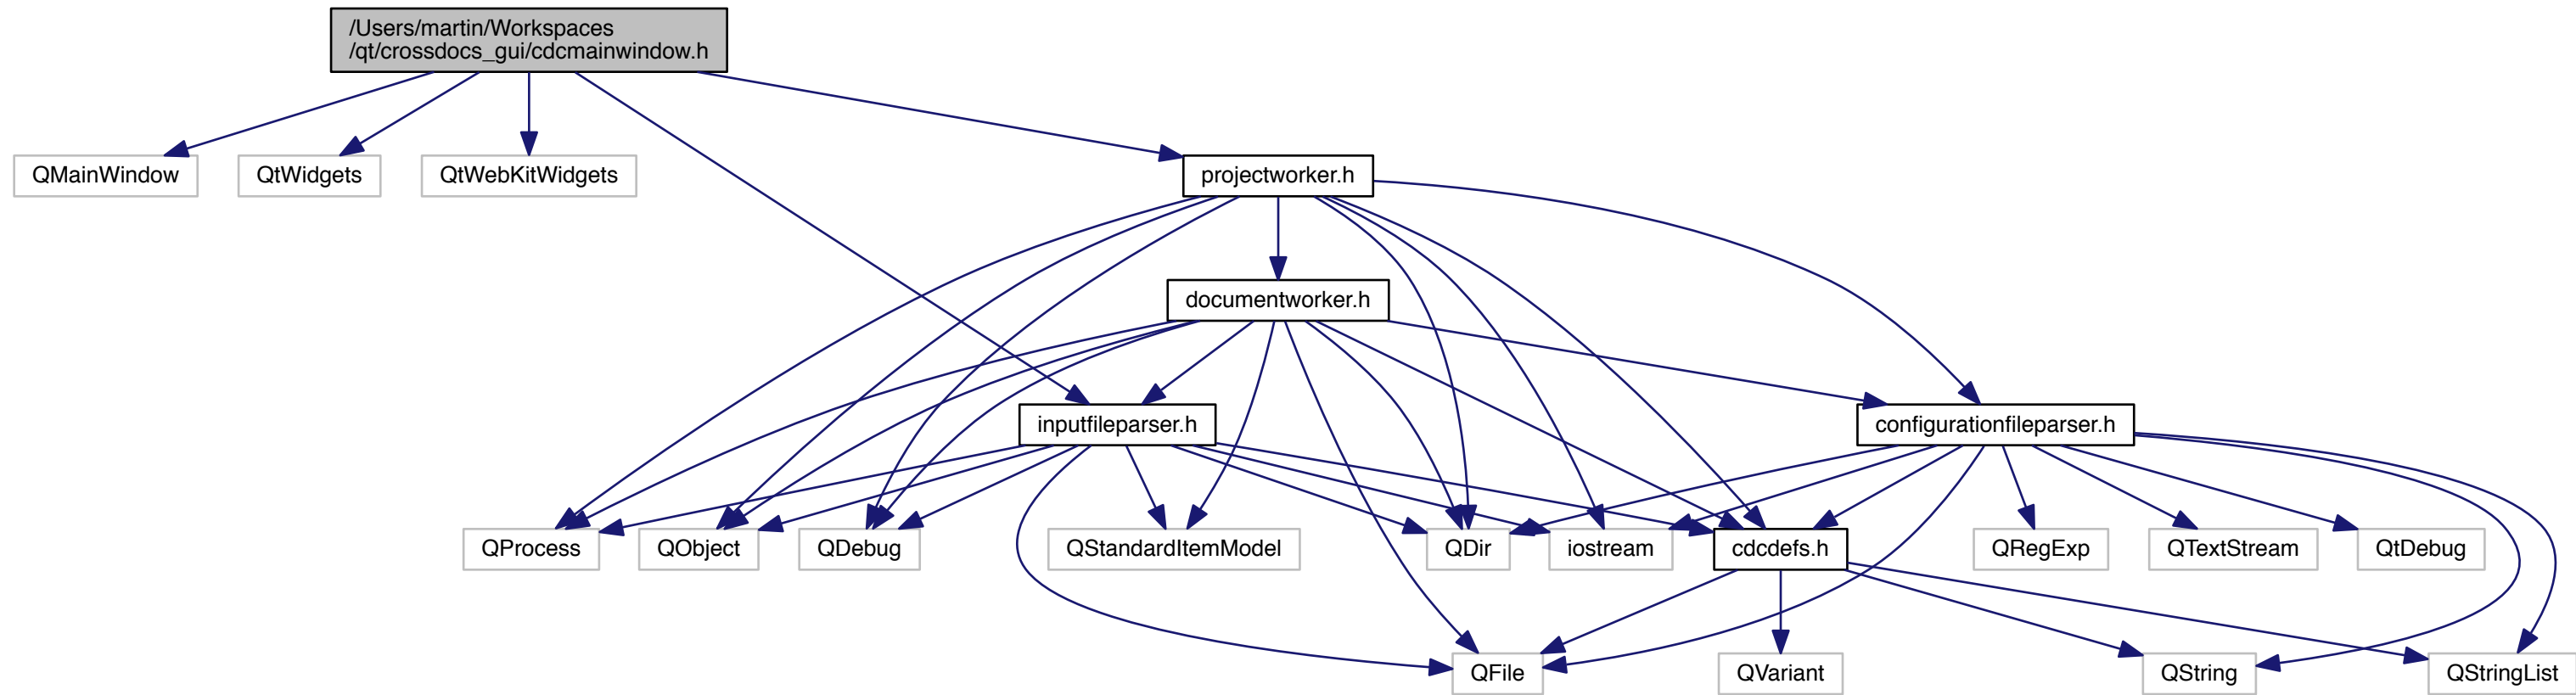 /Users/martin/Workspaces
/qt/crossdocs_gui/cdcmainwindow.h
QMainWindow
QtWidgets
QtWebKitWidgets
projectworker.h
documentworker.h
inputfileparser.h
configurationfileparser.h
QProcess
QObject
QDebug
QStandardItemModel
QDir
iostream
cdcdefs.h
QRegExp
QTextStream
QtDebug
QFile
QVariant
QString
QStringList